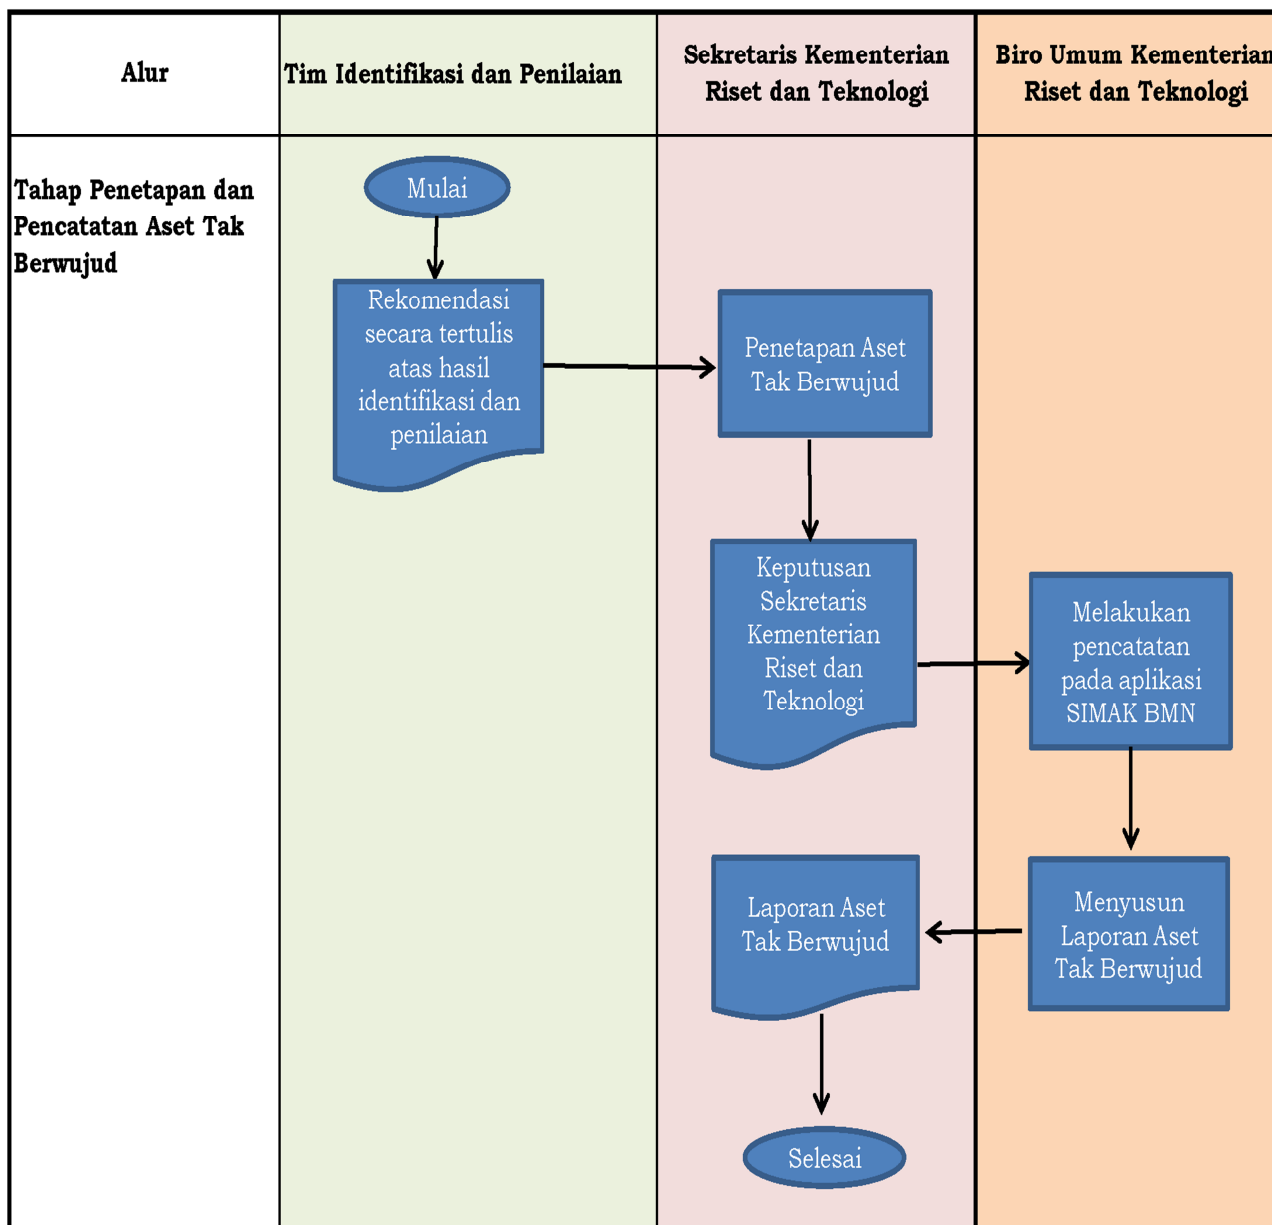 Alur
Tim Identifikasi dan Penilaian
Sekretaris Kementerian
Riset dan Teknologi
Biro Umum Kementerian
Riset dan Teknologi
Tahap Penetapan dan
Pencatatan Aset Tak
Berwujud
Mulai
Rekomendasi
secara tertulis
atas hasil
identifikasi dan
penilaian
Penetapan Aset
Tak Berwujud
Keputusan
Sekretaris
Kementerian
Riset dan
Teknologi
Melakukan
pencatatan
pada aplikasi
SIMAK BMN
Menyusun
Laporan Aset
Tak Berwujud
Laporan Aset
Tak Berwujud
Selesai